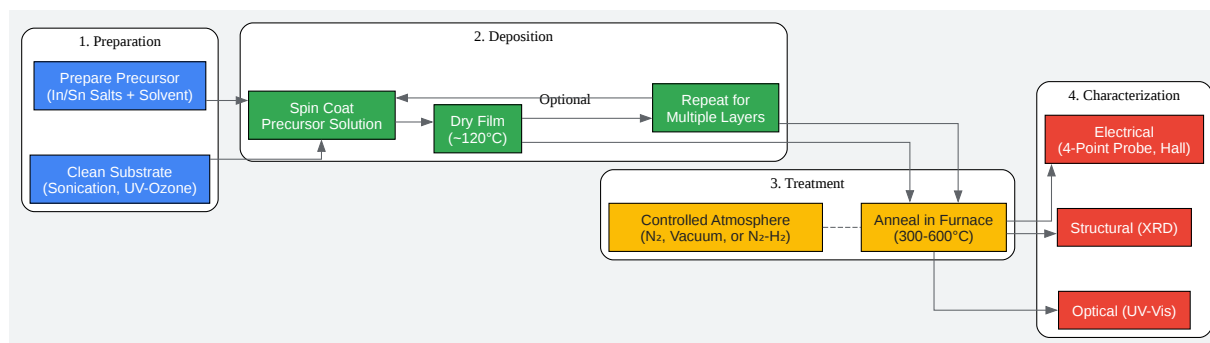 1. Preparation
Prepare Precursor
(In/Sn Salts + Solvent)
Clean Substrate
(Sonication, UV-Ozone)
2. Deposition
Spin Coat
Precursor Solution
Dry Film
(~120°C)
Optional
Repeat for
Multiple Layers
3. Treatment
Controlled Atmosphere
(N₂, Vacuum, or N₂-H₂)
Anneal in Furnace
(300-600°C)
4. Characterization
Electrical
(4-Point Probe, Hall)
Structural (XRD)
Optical (UV-Vis)